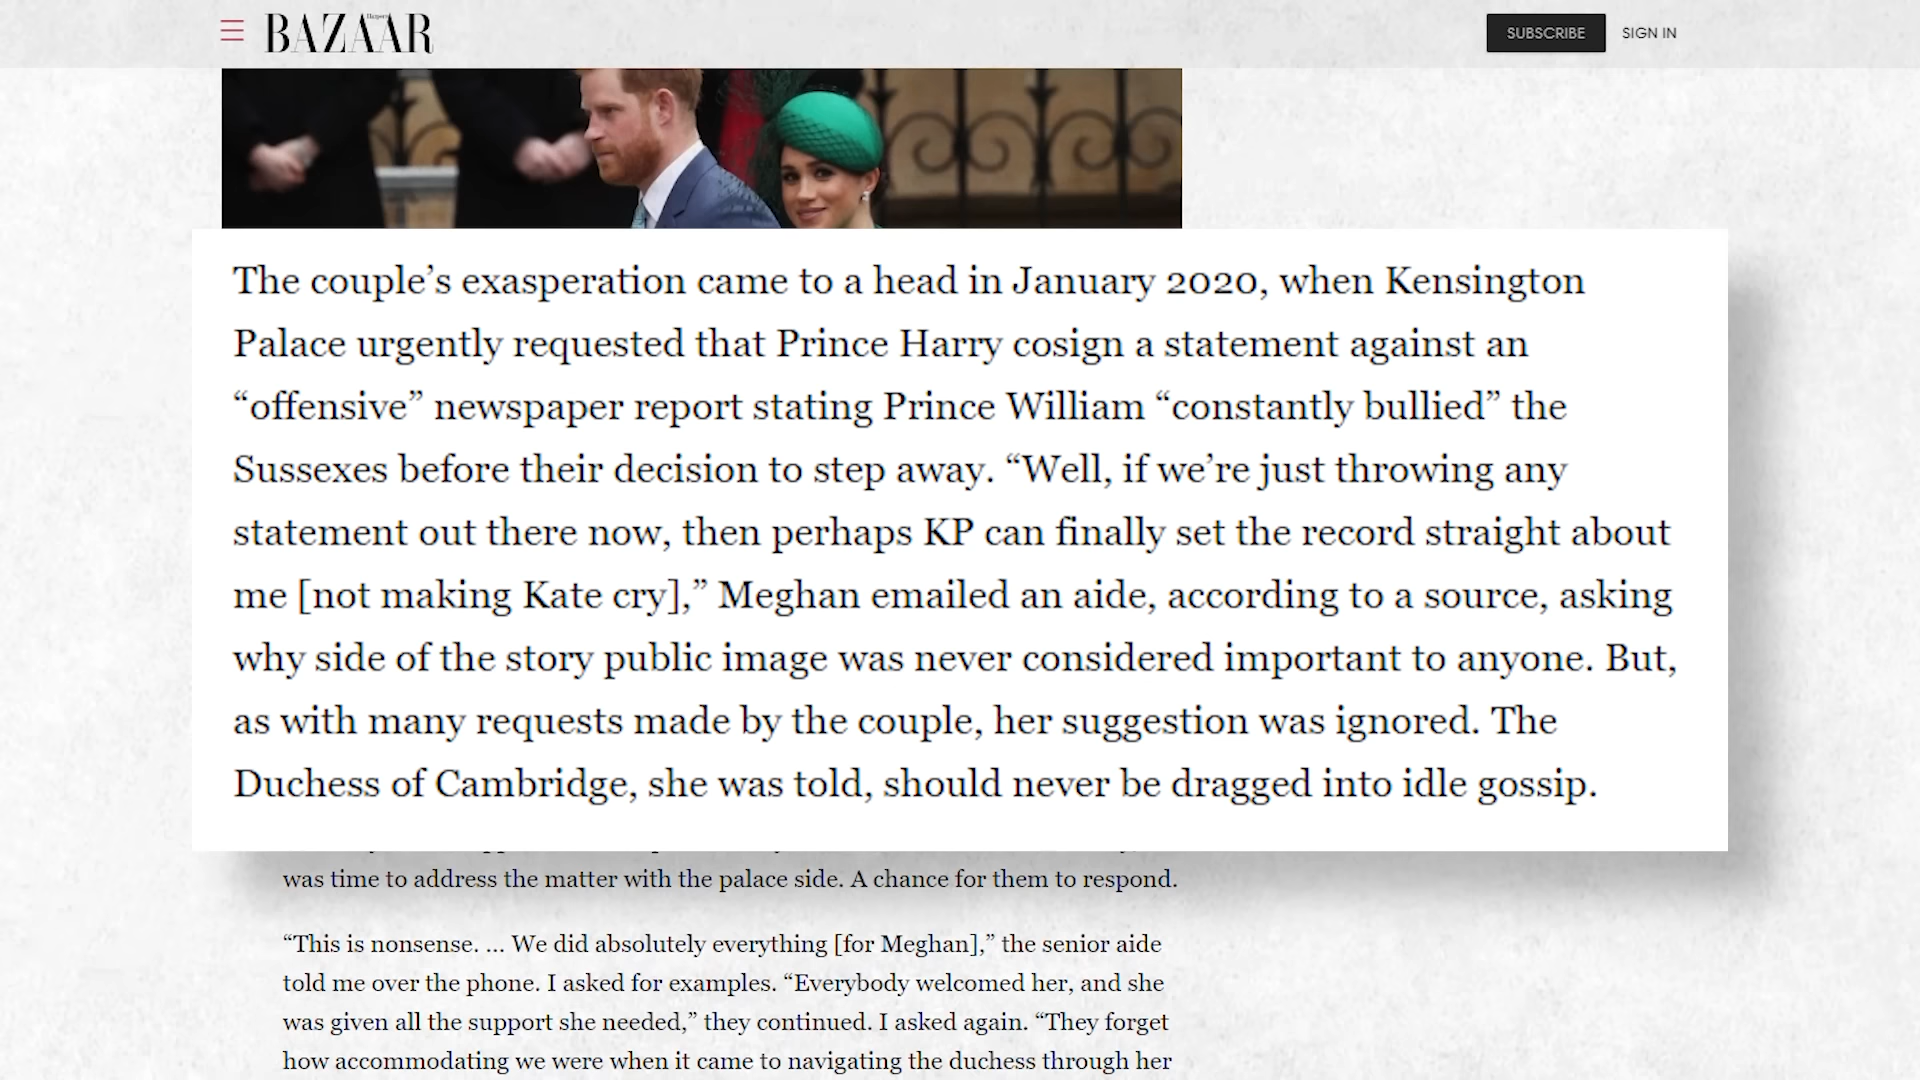 Harper's
BAZAAR
SUBSCRIBE
SIGN IN
The couple’s exasperation came to a head in January 2020, when Kensington
Palace urgently requested that Prince Harry cosign a statement against an
“offensive” newspaper report stating Prince William “constantly bullied” the
Sussexes before their decision to step away. “Well, if we’re just throwing any
statement out there now, then perhaps KP can finally set the record straight about
me [not making Kate cry],” Meghan emailed an aide, according to a source, asking
why side of the story public image was never considered important to anyone. But,
as with many requests made by the couple, her suggestion was ignored. The
Duchess of Cambridge, she was told, should never be dragged into idle gossip.
was time to address the matter with the palace side. A chance for them to respond.
“This is nonsense. ... We did absolutely everything [for Meghan],” the senior aide
told me over the phone. I asked for examples. “Everybody welcomed her, and she
was given all the support she needed,” they continued. I asked again. “They forget
how accommodating we were when it came to navigating the duchess through her